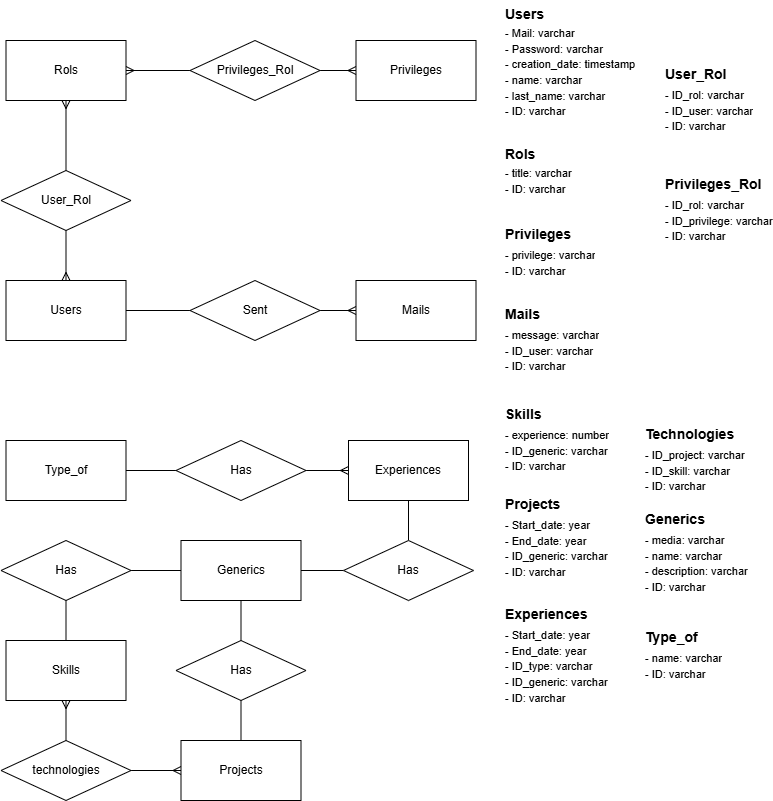 Rols
Privileges_Rol
Privileges
User_Rol
Users
Sent
Mails
Type_of
Has
Experiences
Has
Generics
Has
Skills
Has
technologies
Projects
Users
- Mail: varchar
- Password: varchar
- creation_date: timestamp
- name: varchar
- last_name: varchar
- ID: varchar
User_Rol
- ID_rol: varchar
- ID_user: varchar
- ID: varchar
Rols
- title: varchar
- ID: varchar
Privileges_Rol
- ID_rol: varchar
- ID_privilege: varchar
- ID: varchar
Privileges
- privilege: varchar
- ID: varchar
Mails
- message: varchar
- ID_user: varchar
- ID: varchar
Skills
- experience: number
- ID_generic: varchar
- ID: varchar
Technologies
- ID_project: varchar
- ID_skill: varchar
- ID: varchar
Projects
- Start_date: year
- End_date: year
- ID_generic: varchar
- ID: varchar
Generics
- media: varchar
- name: varchar
- description: varchar
- ID: varchar
Experiences
- Start_date: year
- End_date: year
- ID_type: varchar
- ID_generic: varchar
- ID: varchar
Type_of
- name: varchar
- ID: varchar